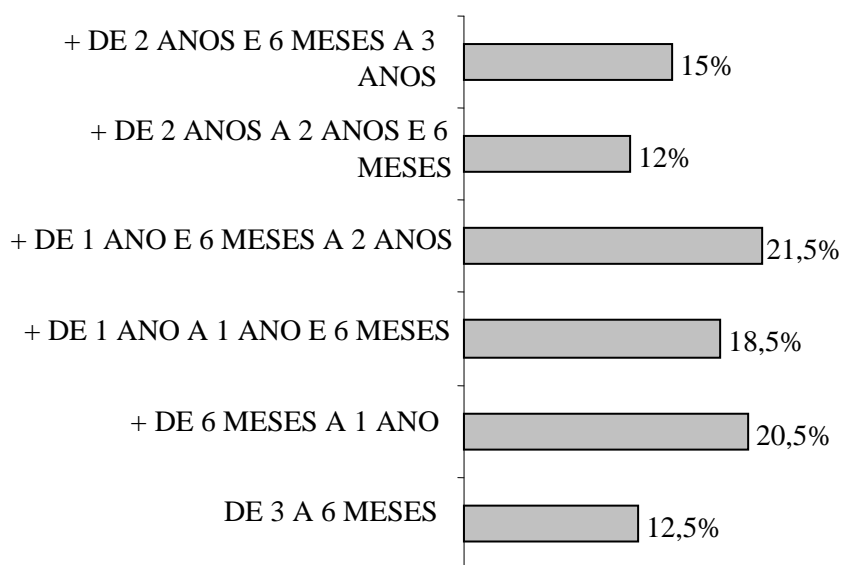 + DE 2 ANOS E 6 MESES A 3
ANOS
15%
+ DE 2 ANOS A 2 ANOS E 6
MESES
12%
+ DE 1 ANO E 6 MESES A 2 ANOS
21,5%
+ DE 1 ANO A 1 ANO E 6 MESES
18,5%
+ DE 6 MESES A 1 ANO
20,5%
DE 3 A 6 MESES
12,5%